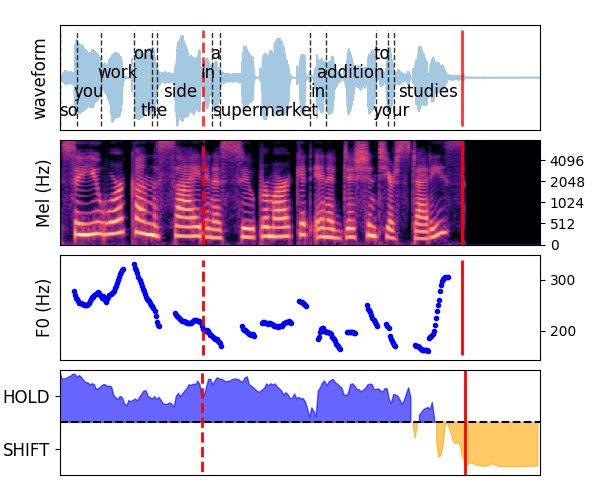 waveform
on a to
work in addition
you side in studies
so the supermarket your
Mel (Hz)
4096
2048
1024
512
0
F0 (Hz)
300
200
HOLD
SHIFT